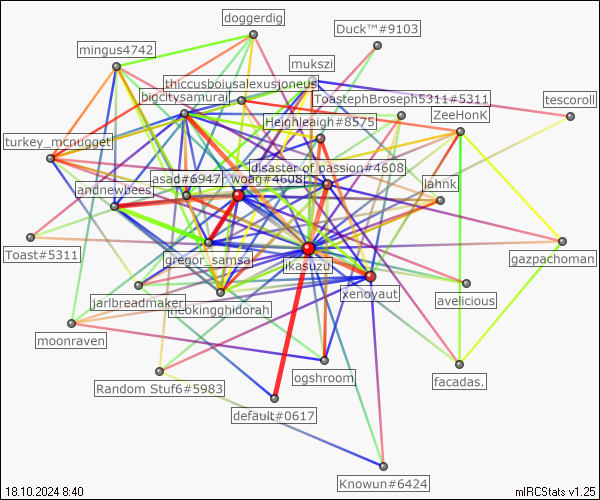 doggerdig
Duck™#9103
mingus4742
mukszi
thiccusboiusalexusjoneus
bigcitysamurai
ToastephBroseph5311#5311
tescoroll
ZeeHonK
Heighleaigh#8575
turkey_mcnugget
disaster of passion#4608
asad#6947
woag#4608
andnewbees
lahnk
Toast#5311
gregor_samsa
ikasuzu
gazpachoman
xenoyaut
jarlbreadmaker
neokingghidorah
avelicious
moonraven
ogshroom
facadas.
Random Stuf6#5983
default#0617
Knowun#6424
18.10.2024 8:40
mIRCStats v1.25